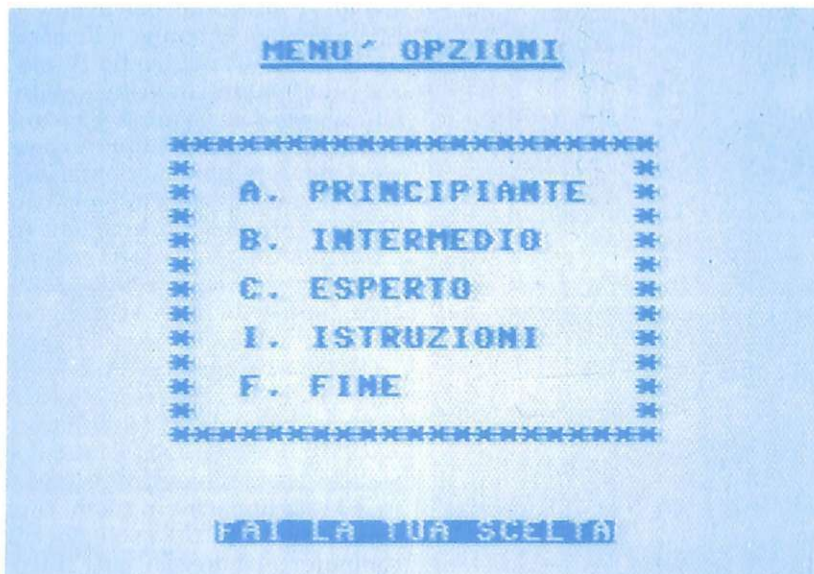 MENU´ OPZIONI
*********************
A. PRINCIPIANTE
B. INTERMEDIO
C. ESPERTO
I. ISTRUZIONI
F. FINE
*********************
FAI LA TUA SCELTA